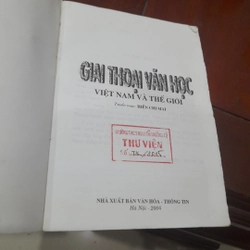 GIAI THOẠI VĂN HỌC
VIỆT NAM VÀ THẾ GIỚI
THƯ VIỆN
NHÀ XUẤT BẢN VĂN HÓA - THÔNG TIN
Hà Nội - 2004